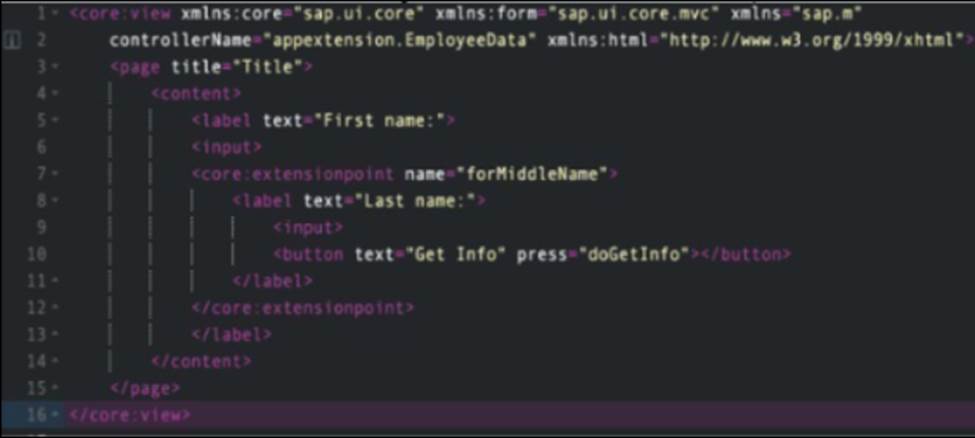 1 <core:view xmlns:core="sap.ui.core" xmlns:form="sap.ui.core.mvc" xmlns="sap.m"
2 controllerName="appextension.EmployeeData" xmlns:html="http://www.w3.org/1999/xhtml">
3 <page title="Title">
4 <content>
5 <label text="First name:">
6 <input>
7 <core:extensionpoint name="forMiddleName">
8 <label text="Last name:">
9 <input>
10 <button text="Get Info" press="doGetInfo"></button>
11 </label>
12 </core:extensionpoint>
13 </label>
14 </content>
15 </page>
16 </core:view>